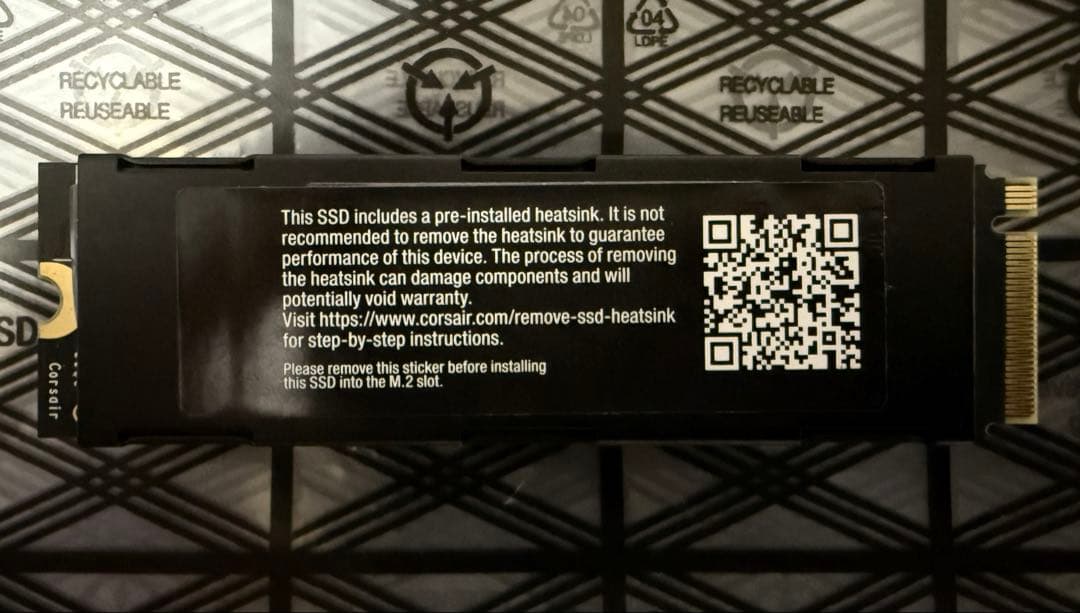 04
LDPE
RECYCLABLE
REUSEABLE
RECYCLABLE
REUSEABLE
This SSD includes a pre-installed heatsink. It is not
recommended to remove the heatsink to guarantee
performance of this device. The process of removing
the heatsink can damage components and will
potentially void warranty.
Visit https://www.corsair.com/remove-ssd-heatsink
for step-by-step instructions.
Please remove this sticker before installing
this SSD into the M.2 slot.
SD
Corsair